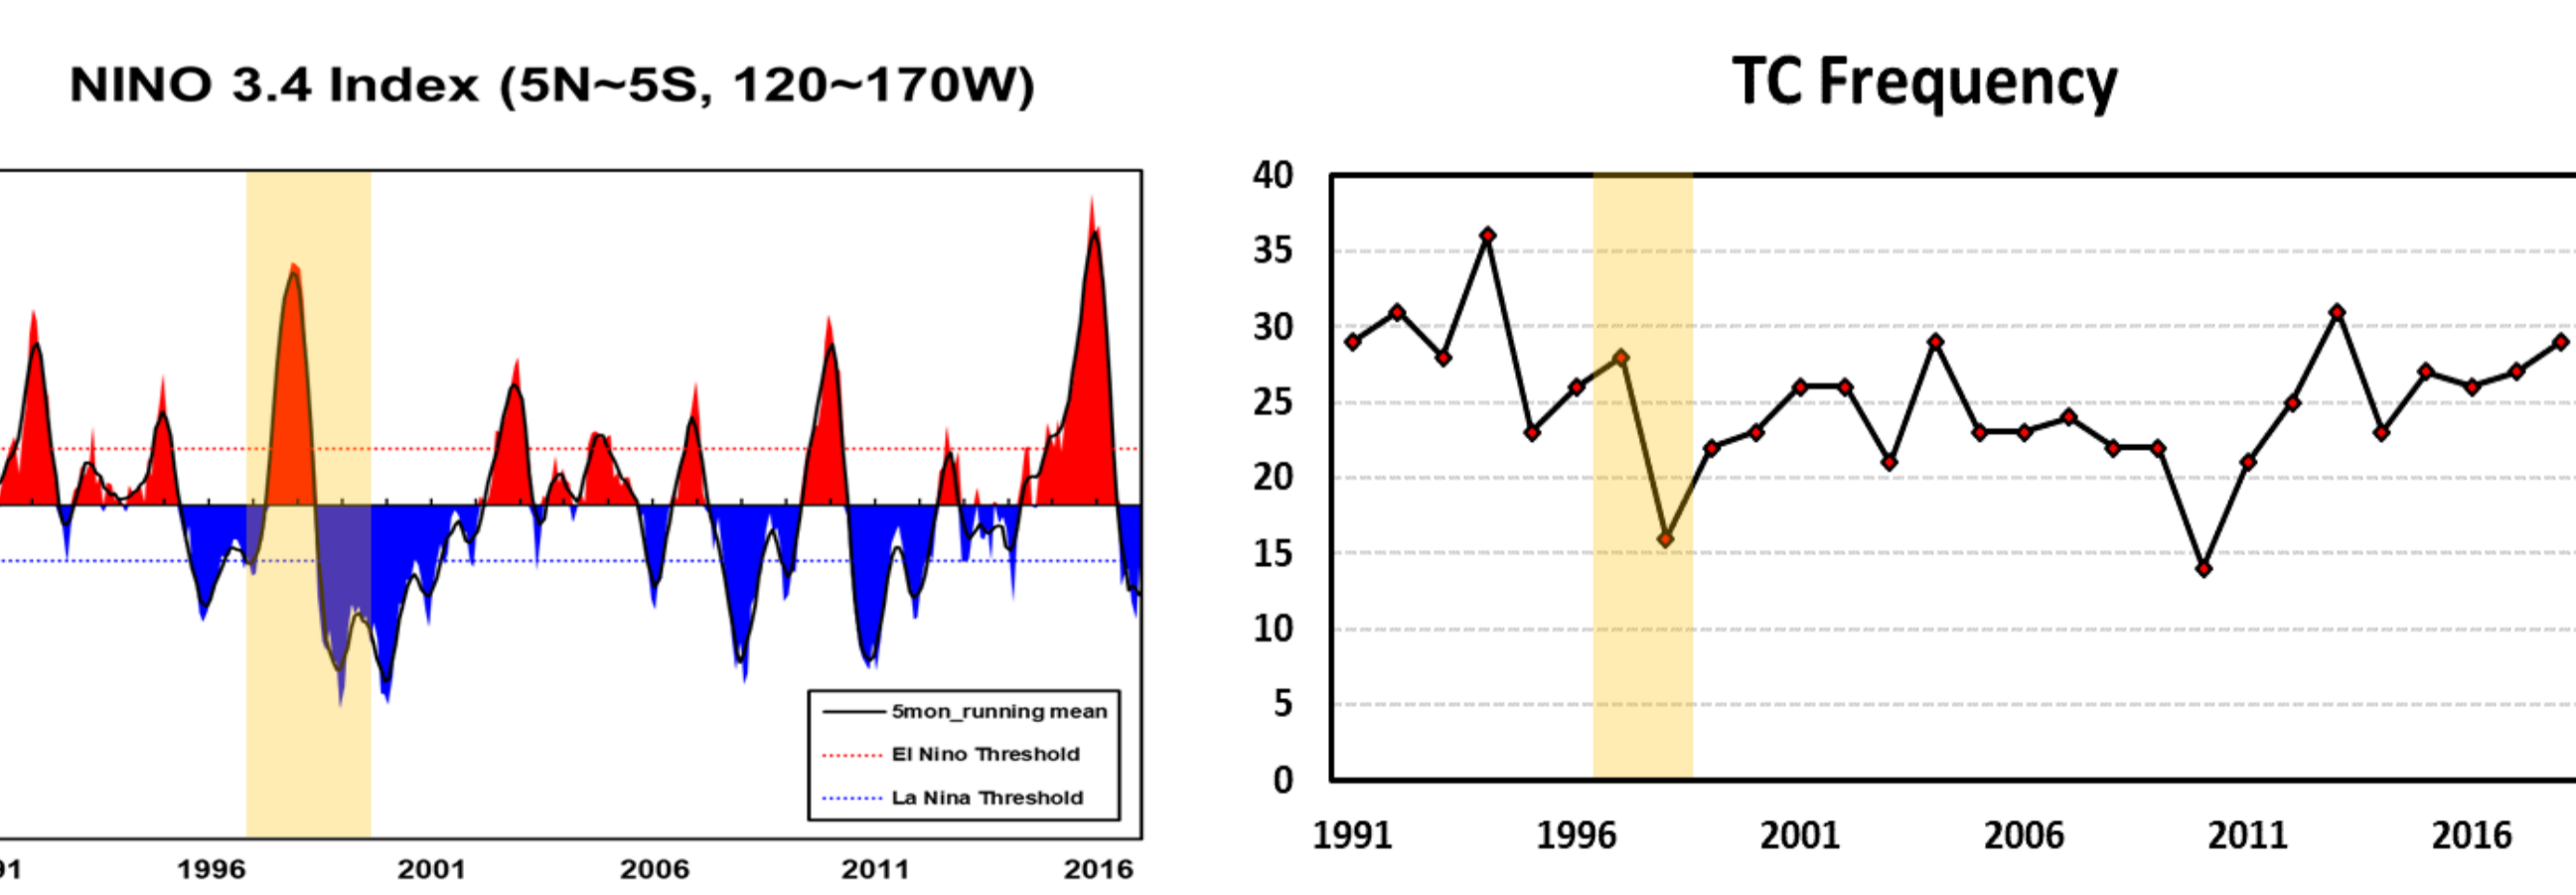 NINO 3.4 Index (5N~5S, 120~170W)
5mon_running mean
El Nino Threshold
La Nina Threshold
91 1996 2001 2006 2011 2016
TC Frequency
40
35
30
25
20
15
10
5
0
1991 1996 2001 2006 2011 2016